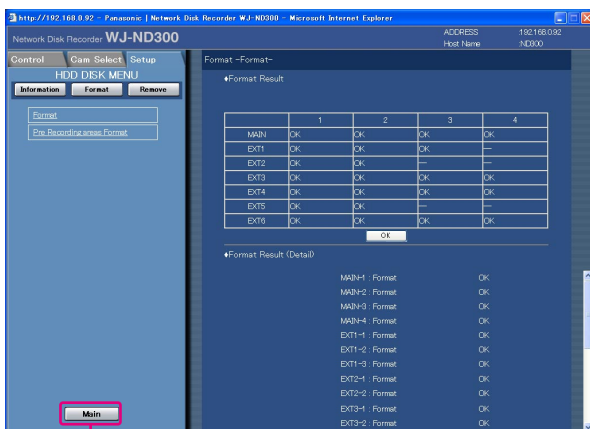 http://192.168.0.92 - Panasonic | Network Disk Recorder WJ-ND300 - Microsoft Internet Explorer
Network Disk Recorder WJ-ND300
ADDRESS :192.168.0.92
Host Name :ND300
Control Cam Select Setup
HDD DISK MENU
Information Format Remove
Format
Pre Recording areas Format
Main
Format -Format-
♦Format Result
1 2 3 4
MAIN OK OK OK OK
EXT1 OK OK OK —
EXT2 OK OK — —
EXT3 OK OK OK OK
EXT4 OK OK OK OK
EXT5 OK OK — —
EXT6 OK OK OK OK
OK
♦Format Result (Detail)
MAIN-1 : Format OK
MAIN-2 : Format OK
MAIN-3 : Format OK
MAIN-4 : Format OK
EXT1-1 : Format OK
EXT1-2 : Format OK
EXT1-3 : Format OK
EXT2-1 : Format OK
EXT2-2 : Format OK
EXT3-1 : Format OK
EXT3-2 : Format OK